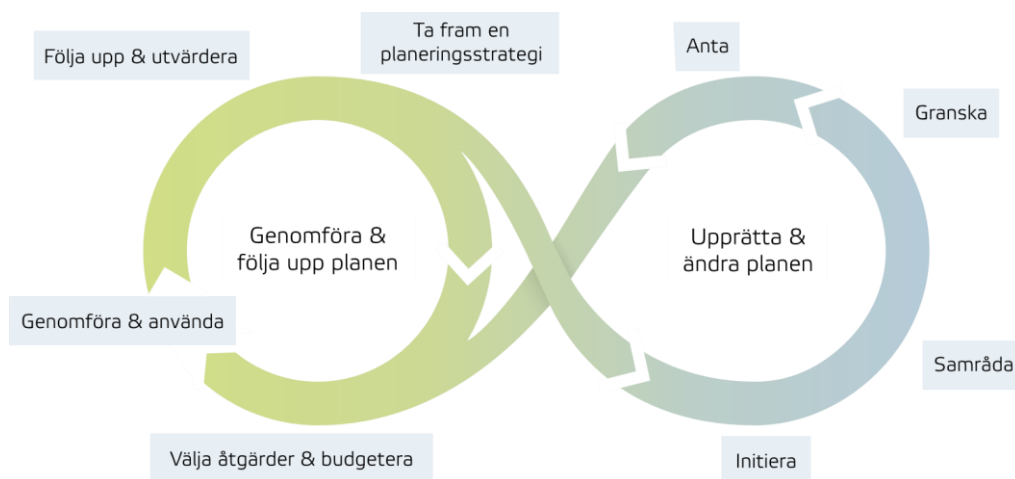 Ta fram en
planeringsstrategi
Följa upp & utvärdera
Anta
Granska
Genomföra &
följa upp planen
Upprätta &
ändra planen
Genomföra & använda
Samråda
Välja åtgärder & budgetera
Initiera